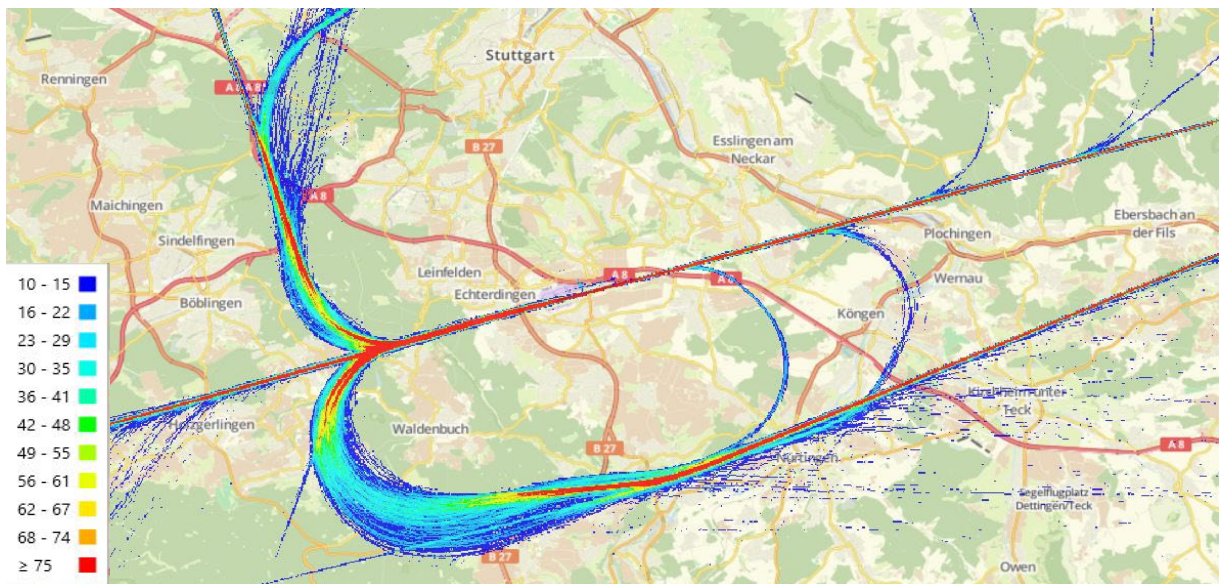 Stuttgart
Renningen
A 8
B 27
Esslingen am
Neckar
A 8
Maichingen
Sindelfingen
Leinfelden
Echterdingen
A 8
Böblingen
Plochingen
Ebersbach an
der Fils
Wernau
Köngen
Kirchheim unter
Teck
Holzgerlingen
Waldenbuch
B 27
Nürtingen
A 8
Segelflugplatz
Dettingen/Teck
B 27
Owen
10 - 15
16 - 22
23 - 29
30 - 35
36 - 41
42 - 48
49 - 55
56 - 61
62 - 67
68 - 74
≥ 75